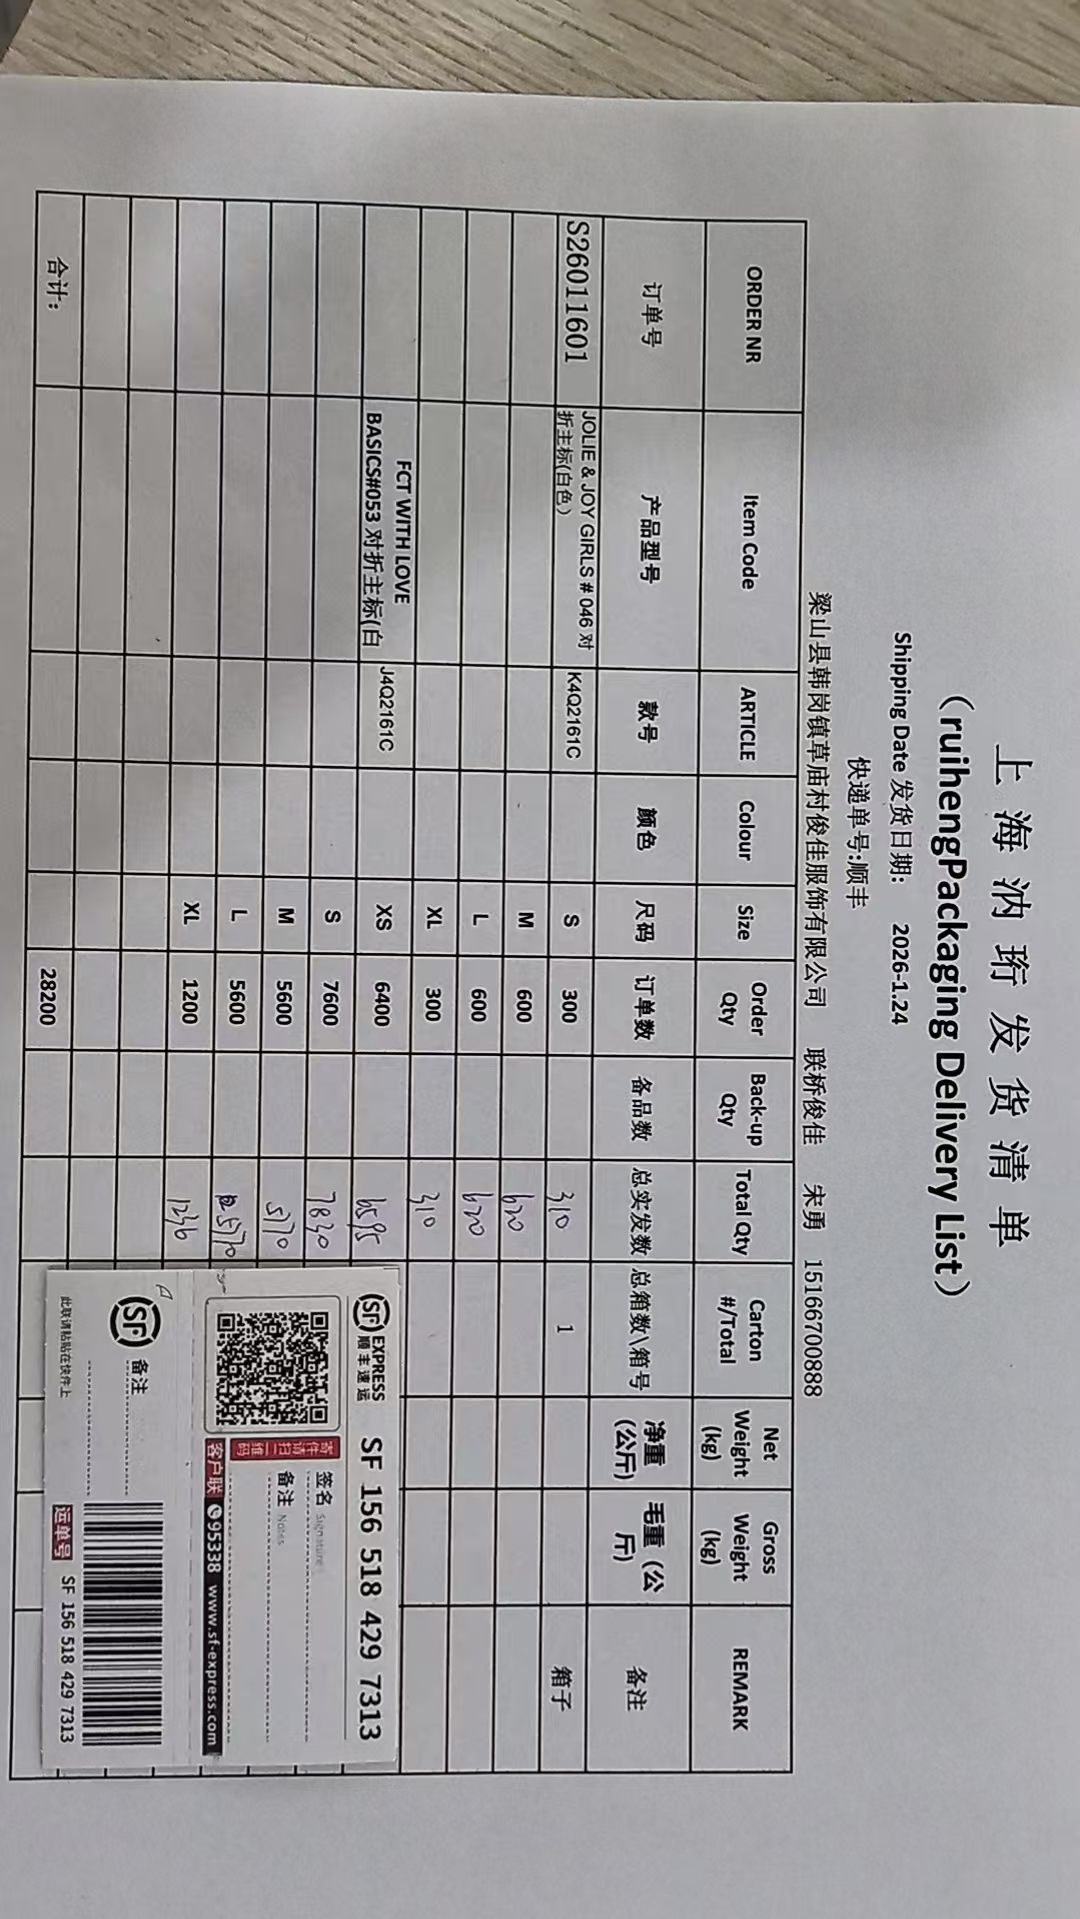 上海汭珩发货清单
（ruihengPackaging Delivery List）
Shipping Date 发货日期： 2026-1.24
快递单号:顺丰
梁山县韩岗镇草庙村俊佳服饰有限公司 联桥俊佳 宋勇 15166700888
ORDER NR Item Code ARTICLE Colour Size Order Qty Back-up Qty Total Qty Carton #/Total Net Weight (kg) Gross Weight (kg) REMARK
订单号 产品型号 款号 颜色 尺码 订单数 备品数 总实发数 总箱数\箱号 净重 (公斤) 毛重（公斤） 备注
S26011601 JOLIE & JOY GIRLS # 046 对折主标(白色） K4Q2161C S 300 310 1 箱子
M 600 620
L 600 620
XL 300 310
FCT WITH LOVE BASICS#053 对折主标(白 J4Q2161C XS 6400 6595
S 7600 7830
M 5600 5770
L 5600 5770
XL 1200 1236
合计： 28200
SF EXPRESS
顺丰速运
SF 156 518 429 7313
寄件请扫二维码
签名 Signature:
备注 Notes
客户联 95338 www.sf-express.com
SF
备注
此联请粘贴在快件上
运单号 SF 156 518 429 7313